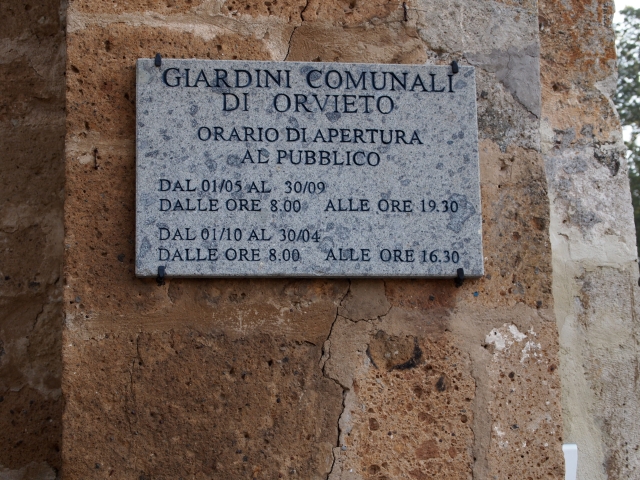 GIARDINI COMUNALI
DI ORVIETO
ORARIO DI APERTURA
AL PUBBLICO
DAL 01/05 AL 30/09
DALLE ORE 8.00 ALLE ORE 19.30
DAL 01/10 AL 30/04
DALLE ORE 8.00 ALLE ORE 16.30